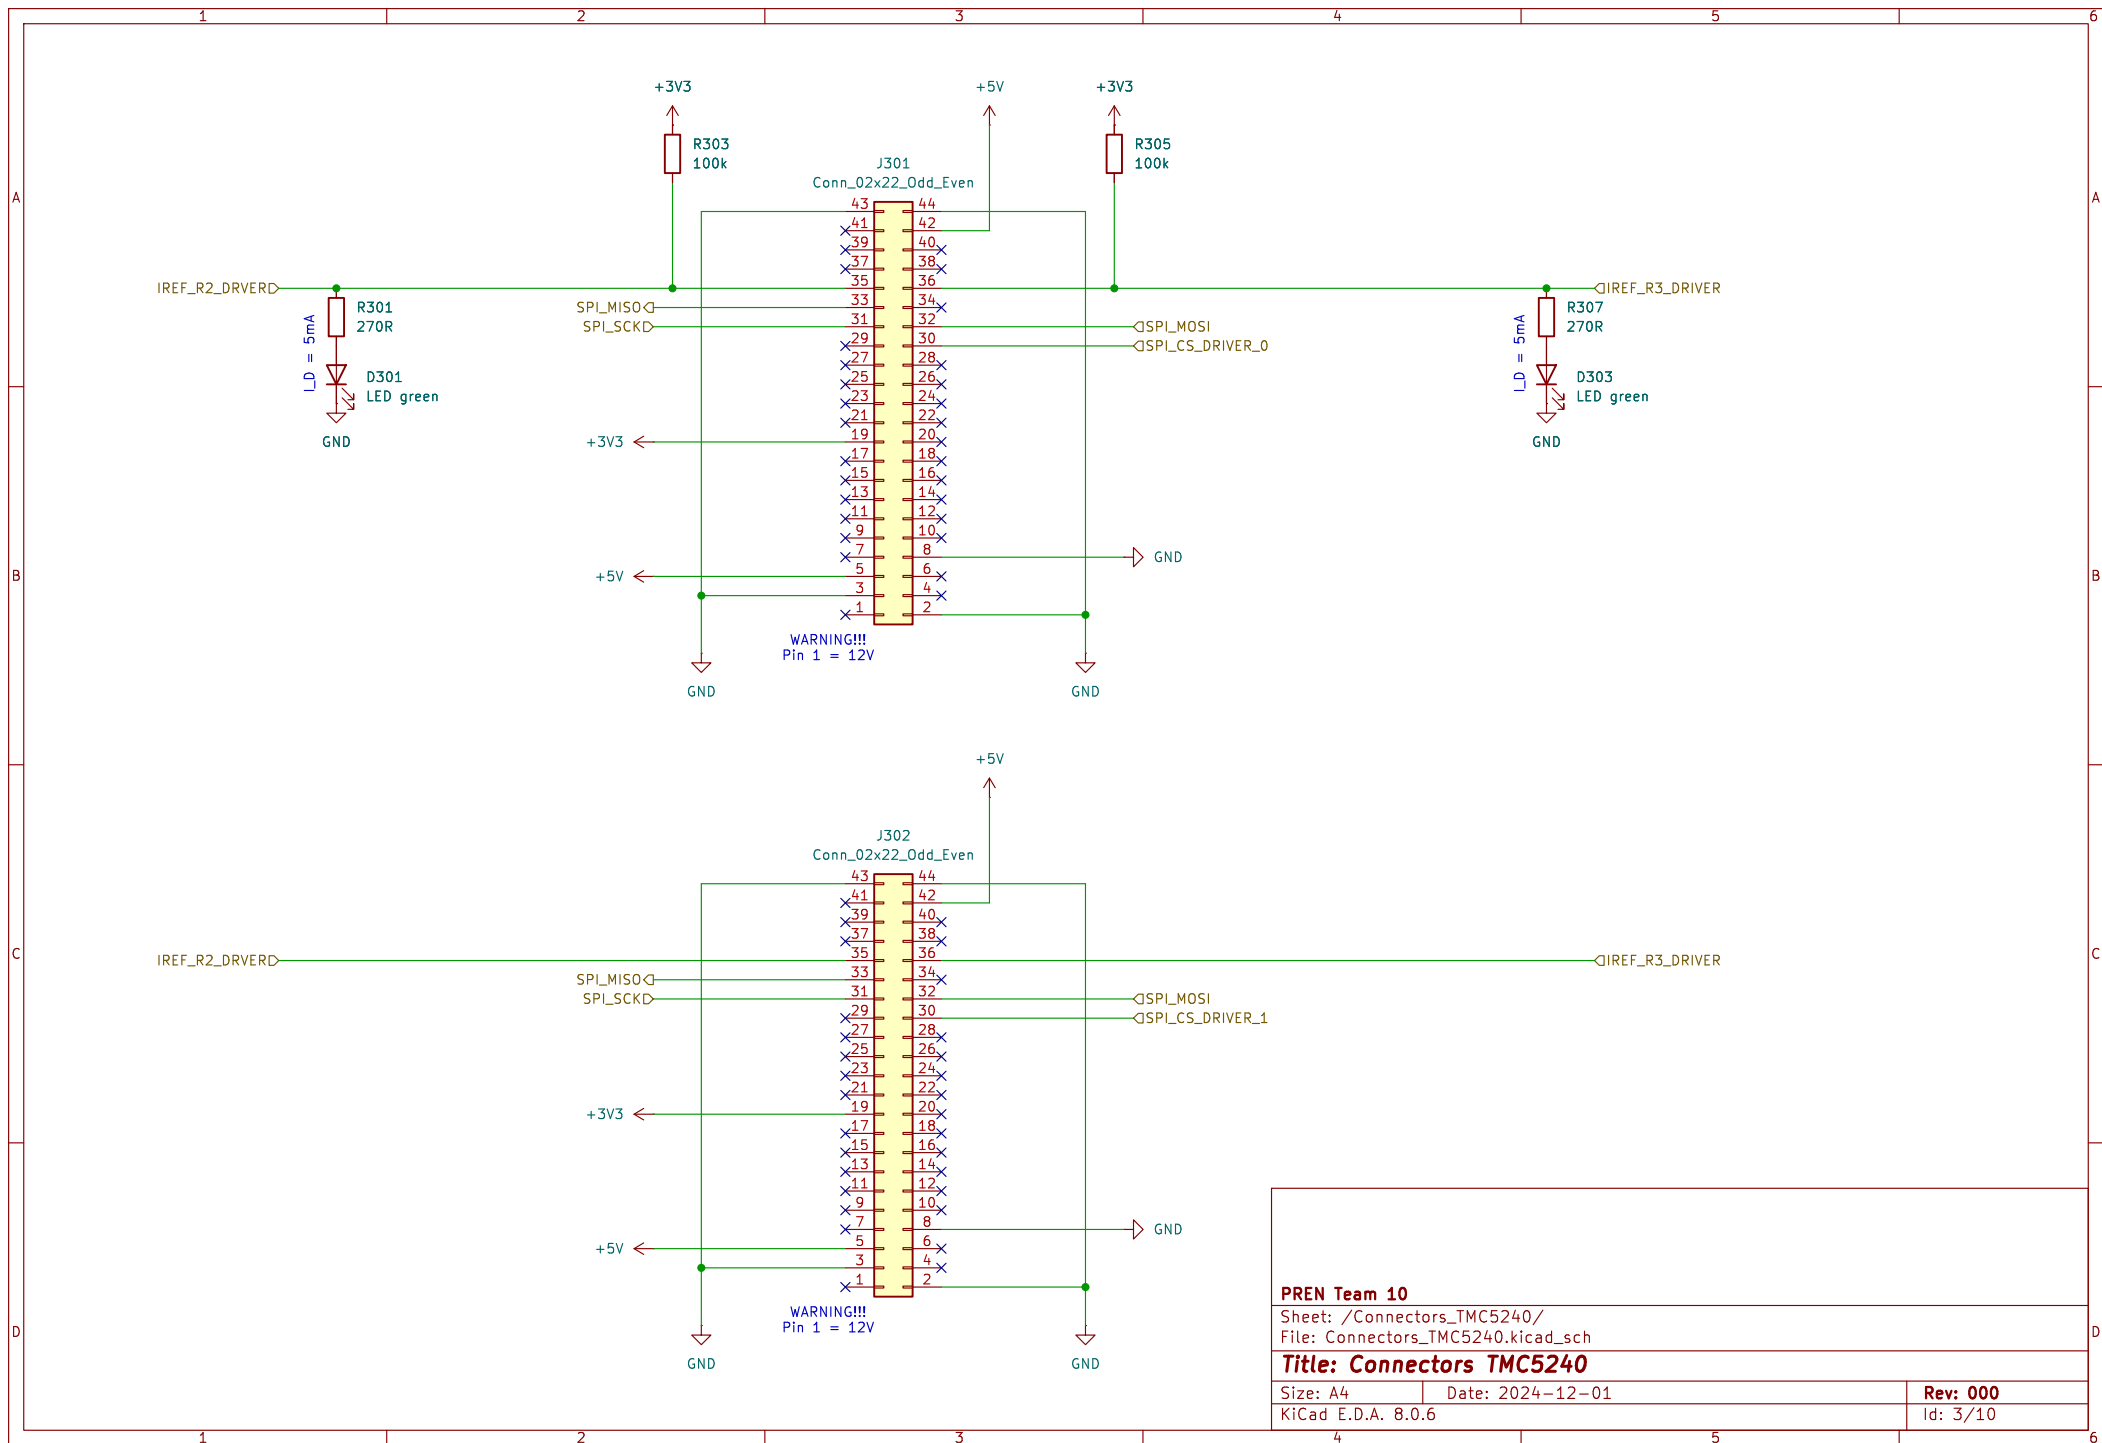 1 2 3 4 5 6
+3V3 +5V +3V3
R303
100k
R305
100k
J301
Conn_02x22_Odd_Even
A A
43 44
41 42
39 40
37 38
IREF_R2_DRVER 35 36 IREF_R3_DRIVER
SPI_MISO 33 34
SPI_SCK 31 32 SPI_MOSI
29 30 SPI_CS_DRIVER_0
27 28
25 26
23 24
21 22
+3V3 19 20
17 18
15 16
13 14
11 12
9 10
7 8 GND
+5V 5 6
3 4
1 2
R301
270R
I_D = 5mA
D301
LED green
GND
R307
270R
I_D = 5mA
D303
LED green
GND
B B
WARNING!!!
Pin 1 = 12V
GND GND
+5V
J302
Conn_02x22_Odd_Even
43 44
41 42
39 40
37 38
C C
IREF_R2_DRVER 35 36 IREF_R3_DRIVER
SPI_MISO 33 34
SPI_SCK 31 32 SPI_MOSI
29 30 SPI_CS_DRIVER_1
27 28
25 26
23 24
21 22
+3V3 19 20
17 18
15 16
13 14
11 12
9 10
7 8 GND
+5V 5 6
3 4
1 2
WARNING!!!
Pin 1 = 12V
GND GND
D D
PREN Team 10
Sheet: /Connectors_TMC5240/
File: Connectors_TMC5240.kicad_sch
Title: Connectors TMC5240
Size: A4 Date: 2024-12-01 Rev: 000
KiCad E.D.A. 8.0.6 Id: 3/10
1 2 3 4 5 6